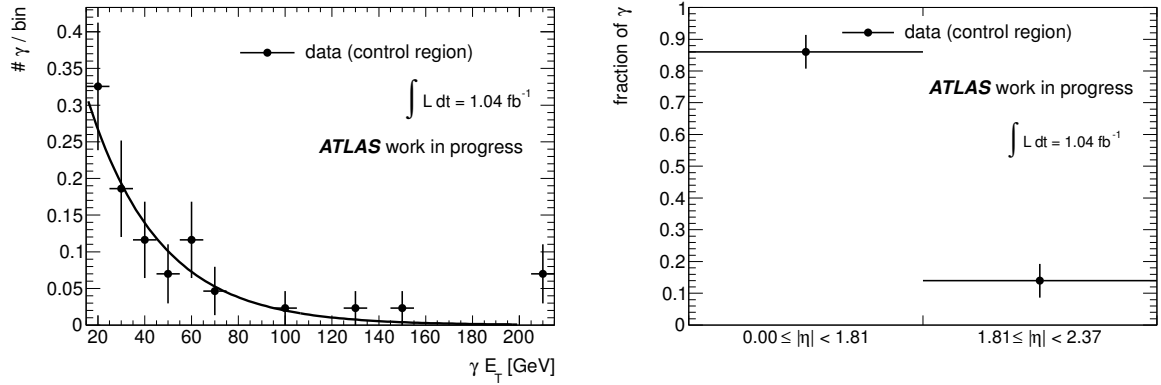 # γ / bin
0.4
0.35
0.3
0.25
0.2
0.15
0.1
0.05
0
data (control region)
∫ L dt = 1.04 fb⁻¹
ATLAS work in progress
20 40 60 80 100 120 140 160 180 200
γ E_T [GeV]
fraction of γ
1
0.9
0.8
0.7
0.6
0.5
0.4
0.3
0.2
0.1
0
data (control region)
ATLAS work in progress
∫ L dt = 1.04 fb⁻¹
0.00 ≤ |η| < 1.81 1.81 ≤ |η| < 2.37